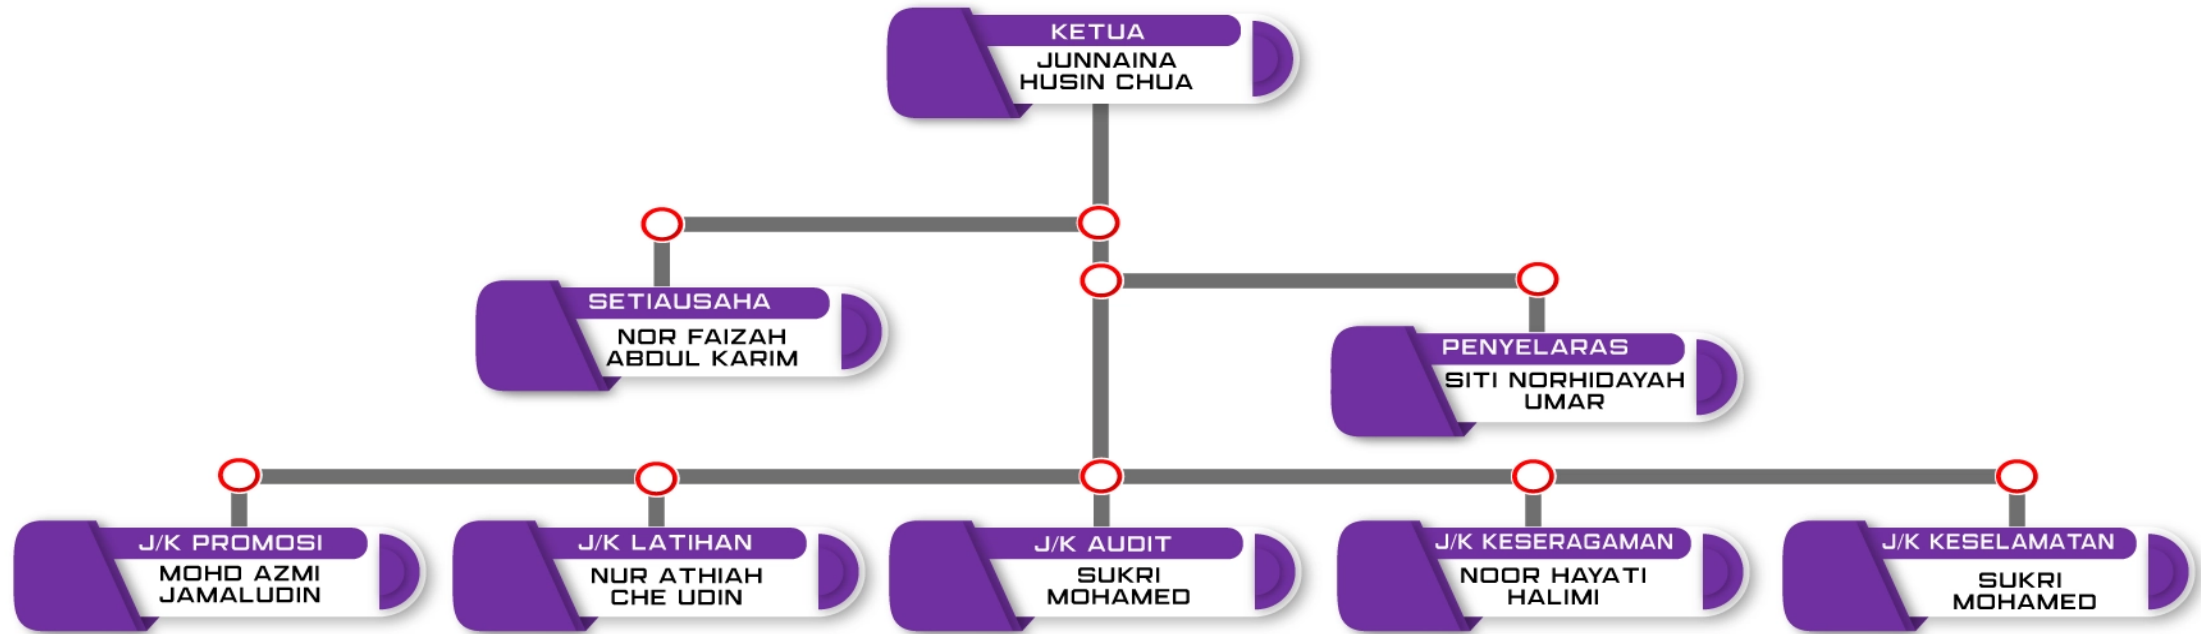 KETUA
JUNNAINA
HUSIN CHUA
SETIAUSAHA
NOR FAIZAH
ABDUL KARIM
PENYELARAS
SITI NORHIDAYAH
UMAR
J/K PROMOSI
MOHD AZMI
JAMALUDIN
J/K LATIHAN
NUR ATHIAH
CHE UDIN
J/K AUDIT
SUKRI
MOHAMED
J/K KESERAGAMAN
NOOR HAYATI
HALIMI
J/K KESELAMATAN
SUKRI
MOHAMED